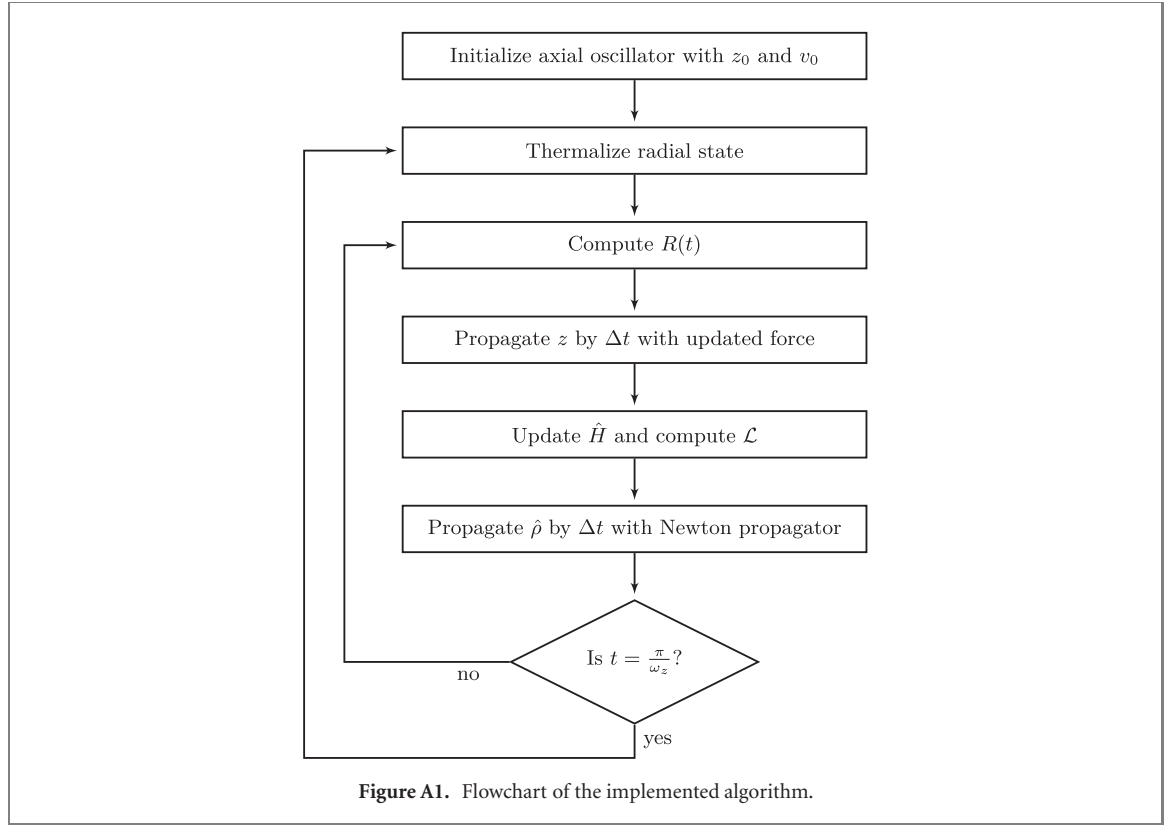 Initialize axial oscillator with z₀ and v₀
Thermalize radial state
Compute R(t)
Propagate z by Δt with updated force
Update Ĥ and compute ℒ
Propagate ρ̂ by Δt with Newton propagator
Is t = π/ω_z?
no
yes
Figure A1. Flowchart of the implemented algorithm.